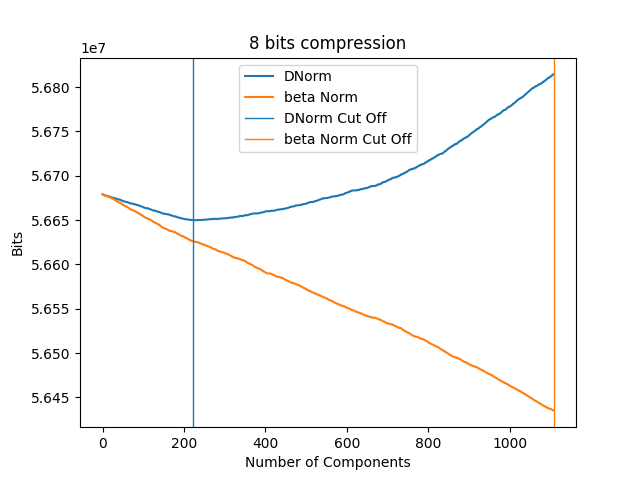 8 bits compression
1e7
DNorm
beta Norm
DNorm Cut Off
beta Norm Cut Off
5.680
5.675
5.670
5.665
5.660
5.655
5.650
5.645
Bits
0 200 400 600 800 1000
Number of Components